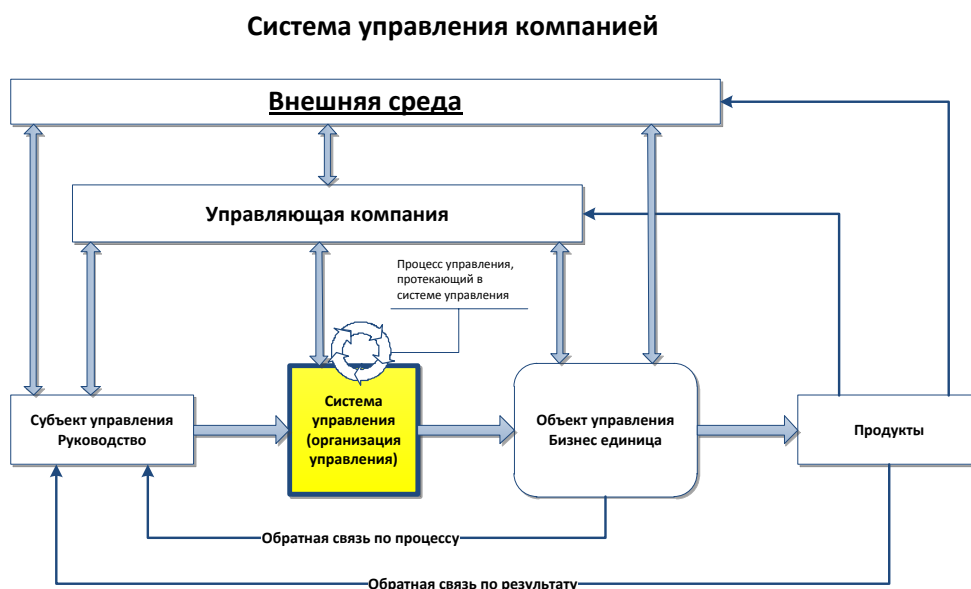 Система управления компанией
Внешняя среда
Управляющая компания
Процесс управления,
протекающий в
системе управления
Субъект управления
Руководство
Система
управления
(организация
управления)
Объект управления
Бизнес единица
Продукты
Обратная связь по процессу
Обратная связь по результату